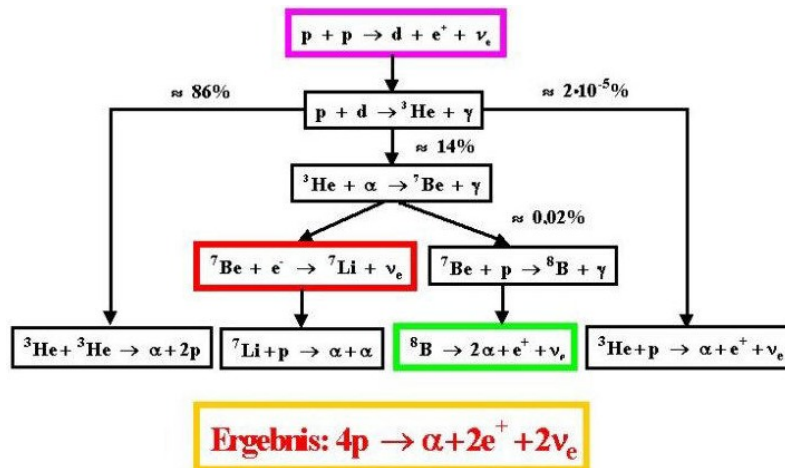 p + p → d + e⁺ + νₑ
≈ 86%
≈ 2·10⁻⁵%
p + d → ³He + γ
≈ 14%
³He + α → ⁷Be + γ
≈ 0,02%
⁷Be + e⁻ → ⁷Li + νₑ
⁷Be + p → ⁸B + γ
³He + ³He → α + 2p
⁷Li + p → α + α
⁸B → 2α + e⁺ + νₑ
³He + p → α + e⁺ + νₑ
Ergebnis: 4p → α + 2e⁺ + 2νₑ